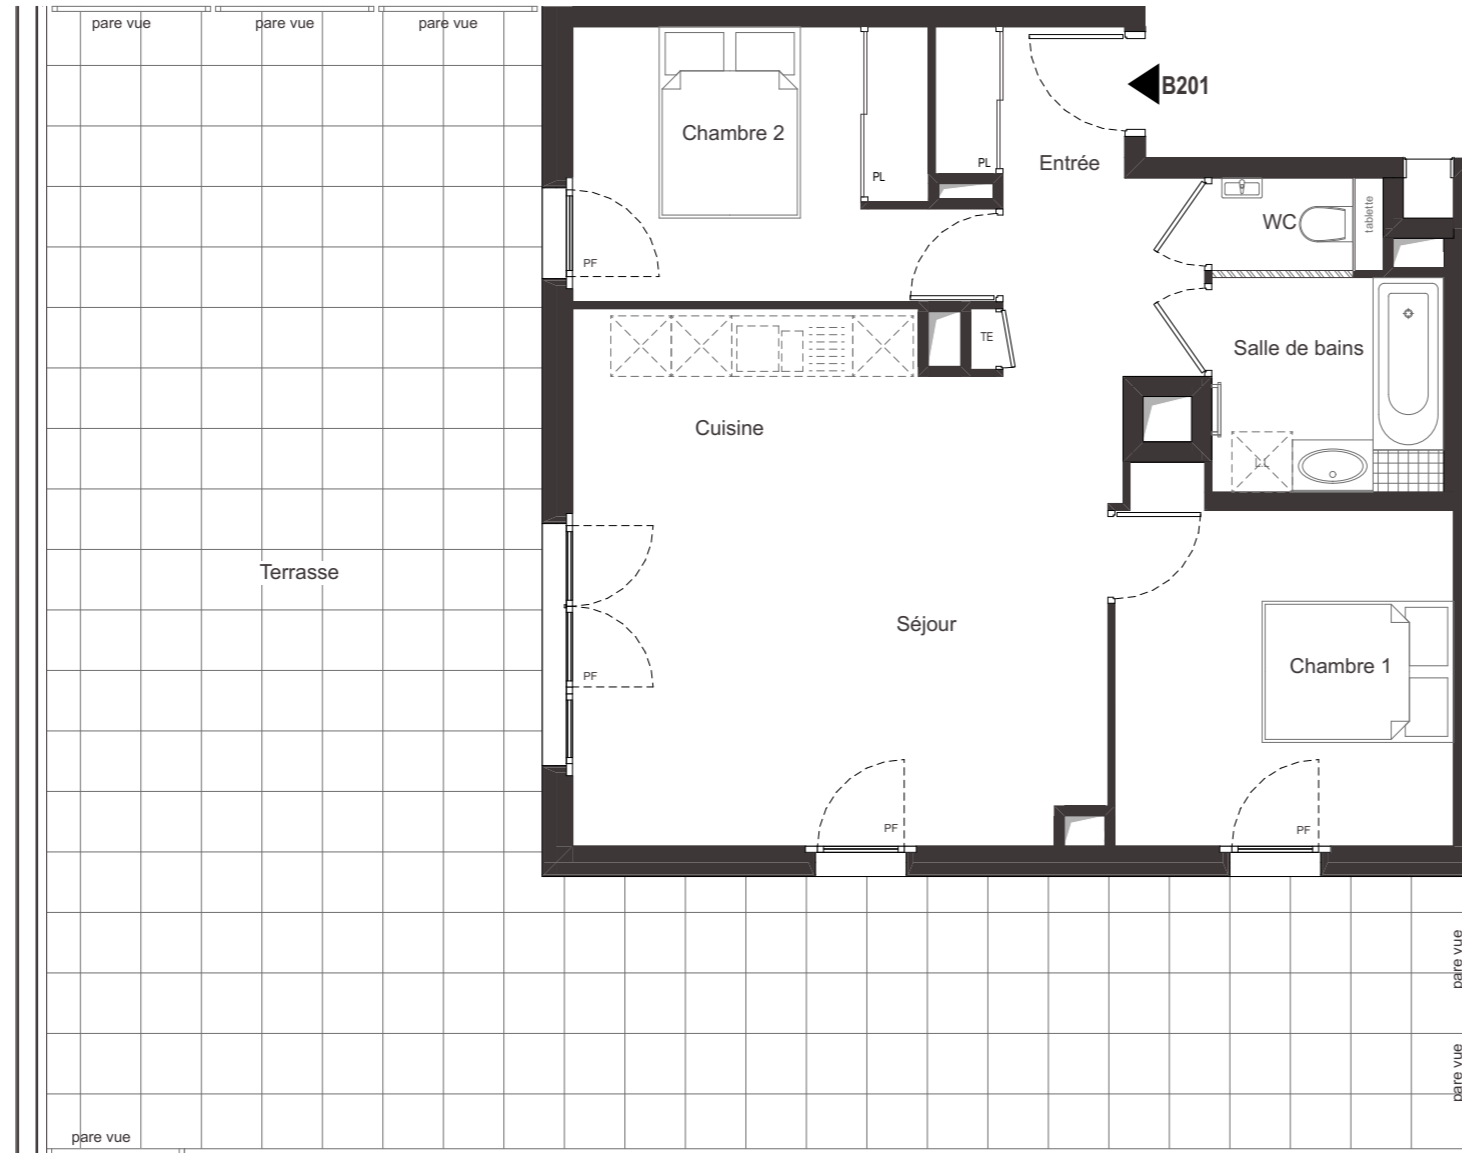 pare vue
pare vue
pare vue
B201
Chambre 2
Entrée
PL
PL
WC
tablette
PF
TE
Salle de bains
Cuisine
LL
Terrasse
Séjour
Chambre 1
PF
PF
PF
pare vue
pare vue
pare vue